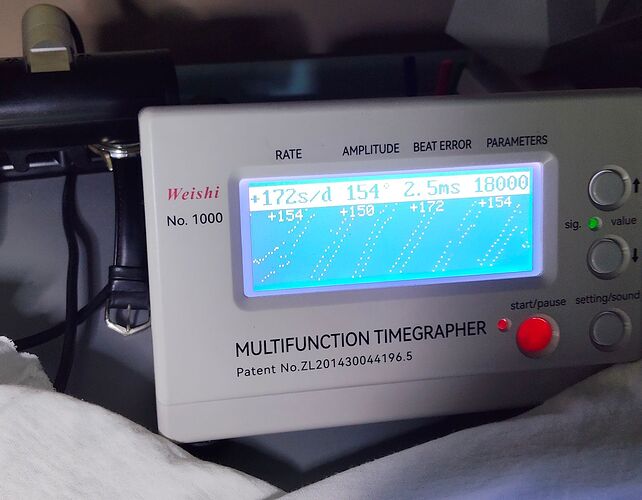 RATE AMPLITUDE BEAT ERROR PARAMETERS
+172s/d 154° 2.5ms 18000
+154 +150 +172 +154
Weishi
No. 1000
sig. value
start/pause setting/sound
MULTIFUNCTION TIMEGRAPHER
Patent No.ZL201430044196.5